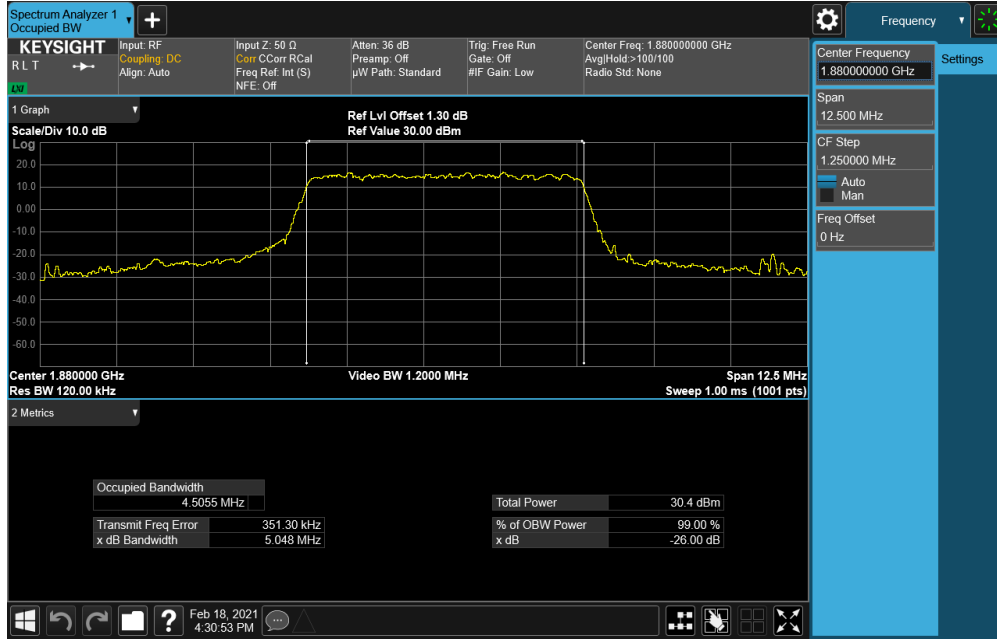 Spectrum Analyzer 1
Occupied BW
Frequency
KEYSIGHT
R L T
LXI
Input: RF
Coupling: DC
Align: Auto
Input Z: 50 Ω
Corr CCorr RCal
Freq Ref: Int (S)
NFE: Off
Atten: 36 dB
Preamp: Off
µW Path: Standard
Trig: Free Run
Gate: Off
#IF Gain: Low
Center Freq: 1.880000000 GHz
Avg|Hold:>100/100
Radio Std: None
Center Frequency
1.880000000 GHz
Settings
Span
12.500 MHz
CF Step
1.250000 MHz
Auto
Man
Freq Offset
0 Hz
1 Graph
Scale/Div 10.0 dB
Ref Lvl Offset 1.30 dB
Ref Value 30.00 dBm
Log
20.0
10.0
0.00
-10.0
-20.0
-30.0
-40.0
-50.0
-60.0
Center 1.880000 GHz
Res BW 120.00 kHz
Video BW 1.2000 MHz
Span 12.5 MHz
Sweep 1.00 ms (1001 pts)
2 Metrics
Occupied Bandwidth
4.5055 MHz
Transmit Freq Error 351.30 kHz
x dB Bandwidth 5.048 MHz
Total Power 30.4 dBm
% of OBW Power 99.00 %
x dB -26.00 dB
?
Feb 18, 2021
4:30:53 PM